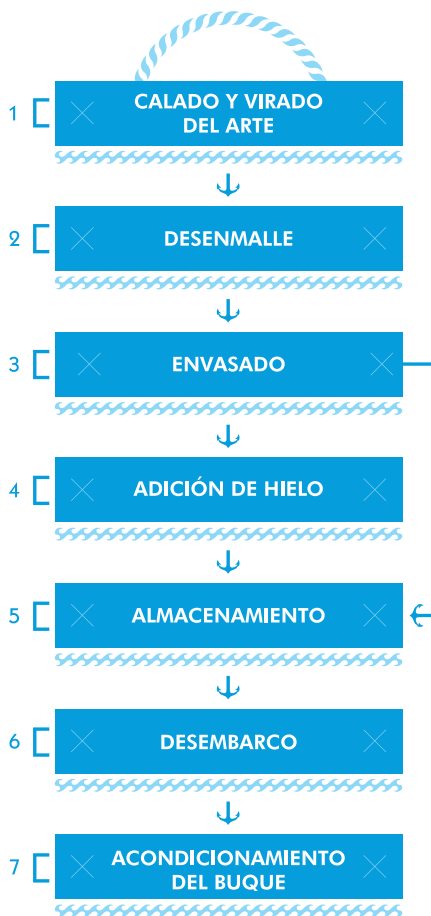 1
CALADO Y VIRADO
DEL ARTE
2
DESENMALLE
3
ENVASADO
4
ADICIÓN DE HIELO
5
ALMACENAMIENTO
6
DESEMBARCO
7
ACONDICIONAMIENTO
DEL BUQUE